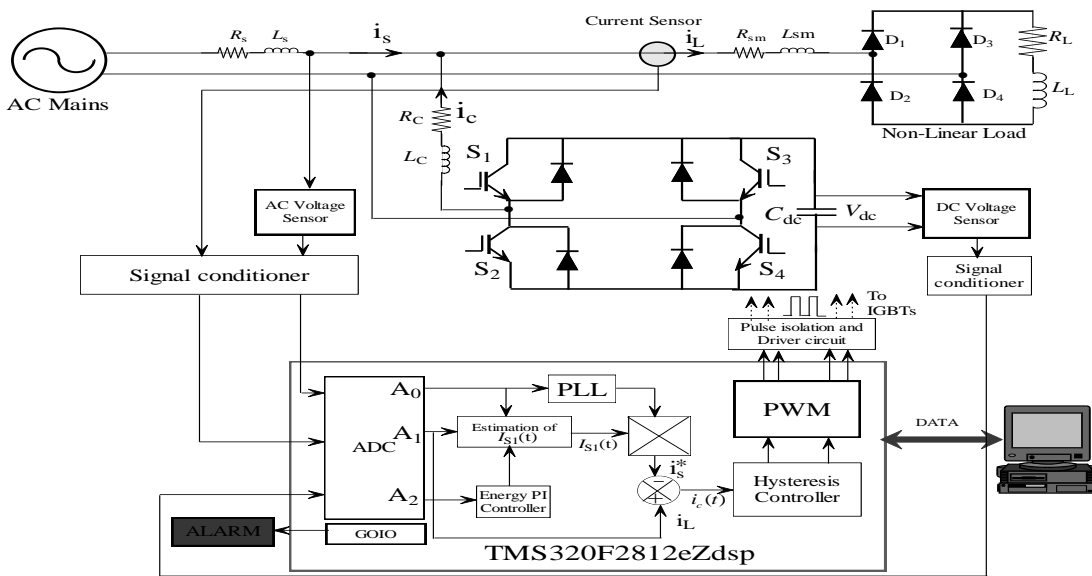 AC Mains
Rs
Ls
is
Current Sensor
iL
Rsm
Lsm
D1
D3
D2
D4
RL
LL
Non-Linear Load
RC
ic
LC
S1
S3
S2
S4
Cdc
Vdc
AC Voltage
Sensor
DC Voltage
Sensor
Signal conditioner
Signal
conditioner
To
IGBTs
Pulse isolation and
Driver circuit
ADC
A0
A1
A2
PLL
Estimation of
IS1(t)
IS1(t)
Energy PI
Controller
is*
−
+
iL
ic(t)
PWM
Hysteresis
Controller
DATA
ALARM
GOIO
TMS320F2812eZdsp